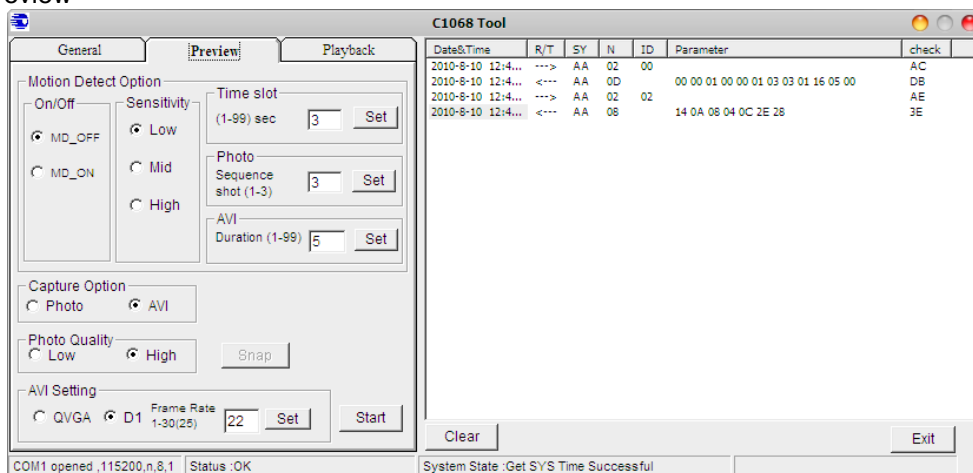 C1068 Tool
General Preview Playback
Motion Detect Option
On/Off
MD_OFF
MD_ON
Sensitivity
Low
Mid
High
Time slot
(1-99) sec 3 Set
Photo
Sequence
shot (1-3) 3 Set
AVI
Duration (1-99) 5 Set
Capture Option
Photo AVI
Photo Quality
Low High
Snap
AVI Setting
QVGA D1 Frame Rate
1-30(25) 22 Set
Start
Date&Time R/T SY N ID Parameter check
2010-8-10 12:4... ---> AA 02 00 AC
2010-8-10 12:4... <--- AA 0D 00 00 01 00 00 01 03 03 01 16 05 00 DB
2010-8-10 12:4... ---> AA 02 02 AE
2010-8-10 12:4... <--- AA 08 14 0A 08 04 0C 2E 28 3E
Clear
Exit
COM1 opened ,115200,n,8,1 Status :OK System State :Get SYS Time Successful